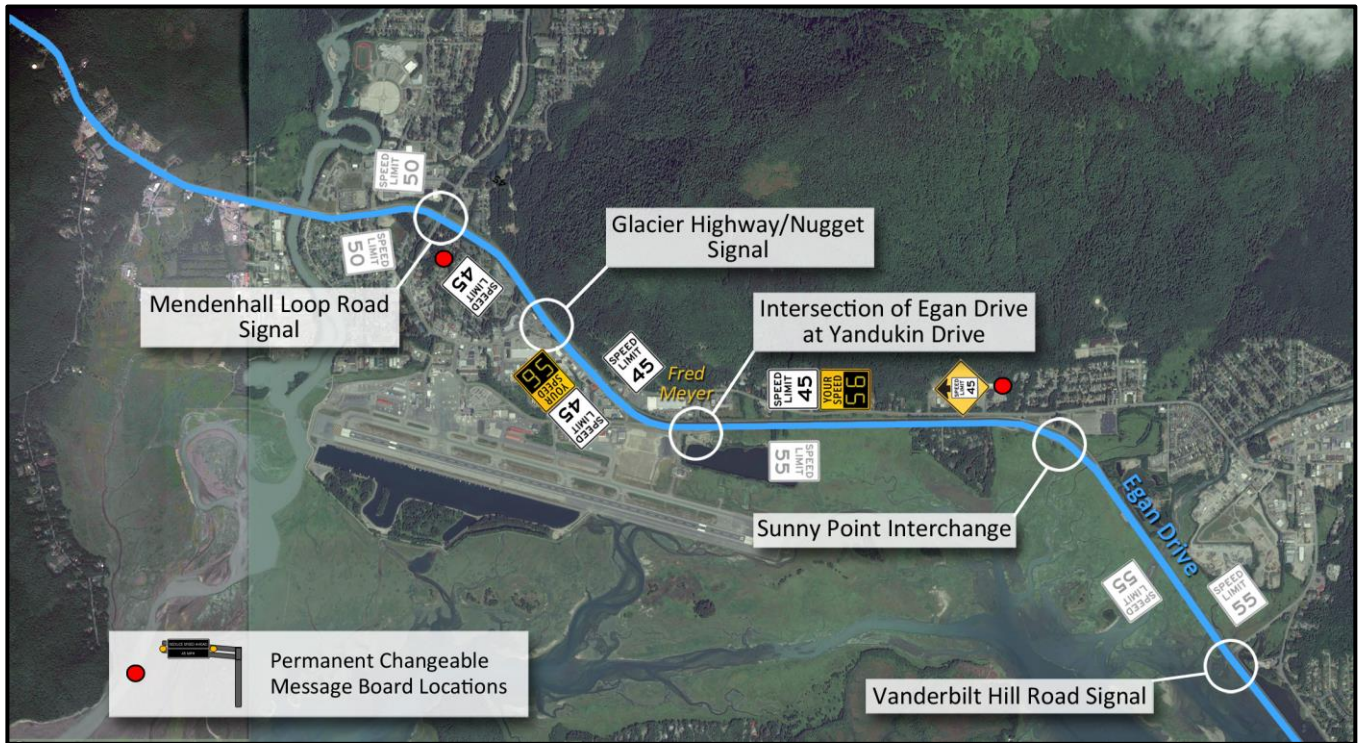 SPEED
LIMIT
50
Glacier Highway/Nugget
Signal
SPEED
LIMIT
50
SPEED
LIMIT
45
Mendenhall Loop Road
Signal
Intersection of Egan Drive
at Yandukin Drive
SPEED
LIMIT
45
Fred
Meyer
SPEED
LIMIT
45
YOUR
SPEED
56
SPEED
LIMIT
45
YOUR
SPEED
56
SPEED
LIMIT
45
SPEED
LIMIT
55
Sunny Point Interchange
Egan Drive
SPEED
LIMIT
55
SPEED
LIMIT
55
Permanent Changeable
Message Board Locations
Vanderbilt Hill Road Signal